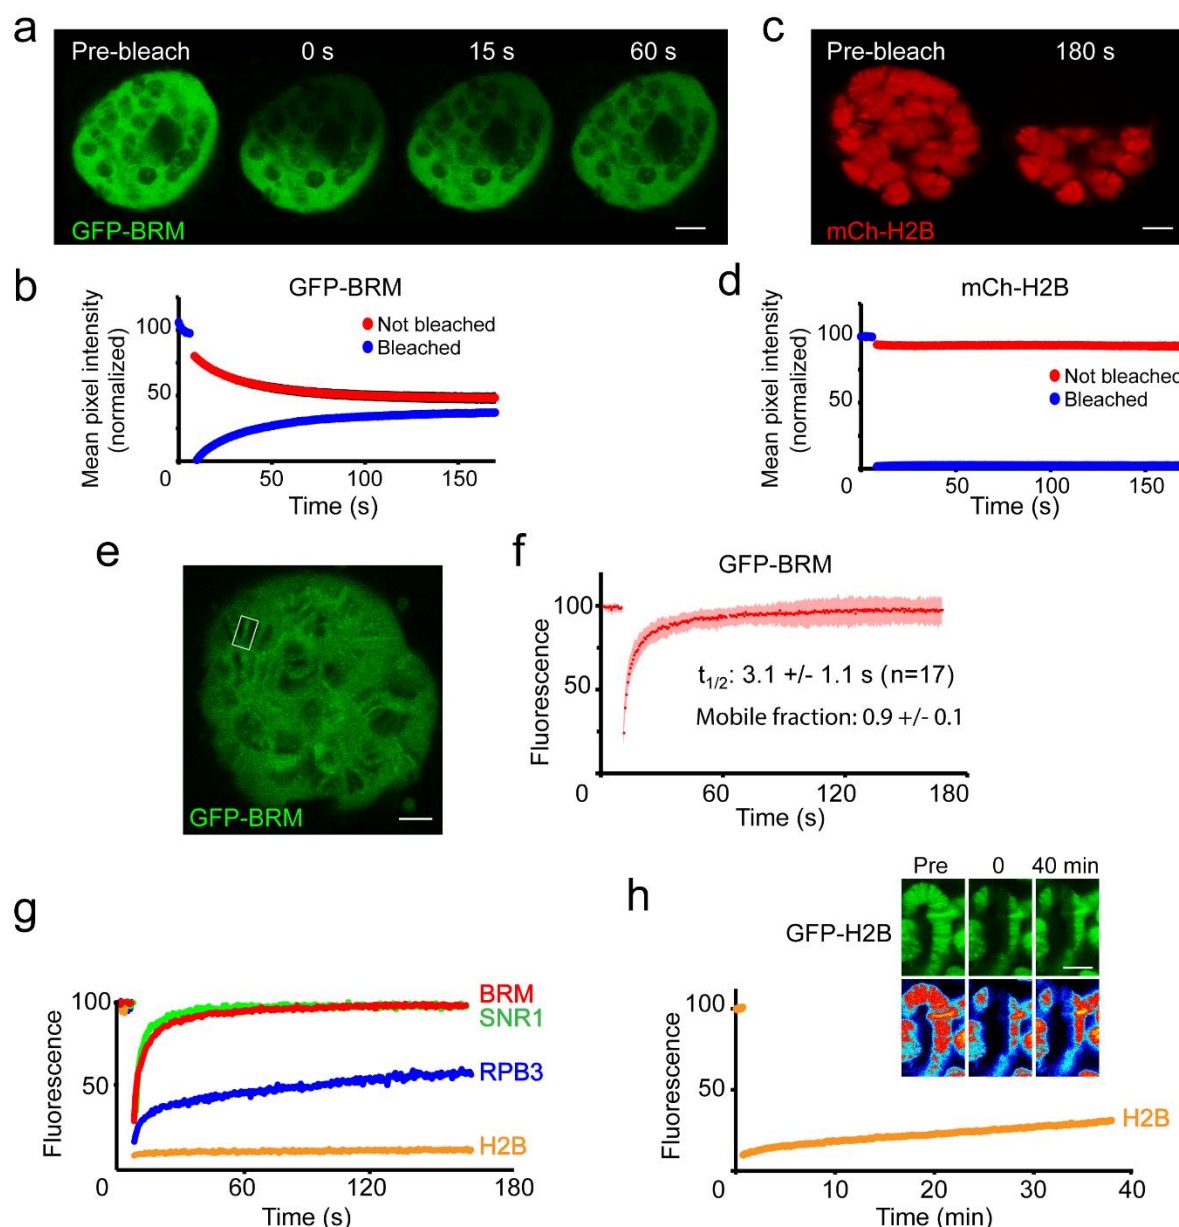 a
Pre-bleach 0 s 15 s 60 s
GFP-BRM
c
Pre-bleach 180 s
mCh-H2B
b
GFP-BRM
Mean pixel intensity
(normalized)
100
50
0 50 100 150
Time (s)
Not bleached
Bleached
d
mCh-H2B
Mean pixel intensity
(normalized)
100
50
0 50 100 150
Time (s)
Not bleached
Bleached
e
GFP-BRM
f
GFP-BRM
Fluorescence
100
50
0 60 120 180
Time (s)
t1/2: 3.1 +/- 1.1 s (n=17)
Mobile fraction: 0.9 +/- 0.1
g
Fluorescence
100
50
0 60 120 180
Time (s)
BRM
SNR1
RPB3
H2B
h
Pre 0 40 min
GFP-H2B
Fluorescence
100
50
0 10 20 30 40
Time (min)
H2B